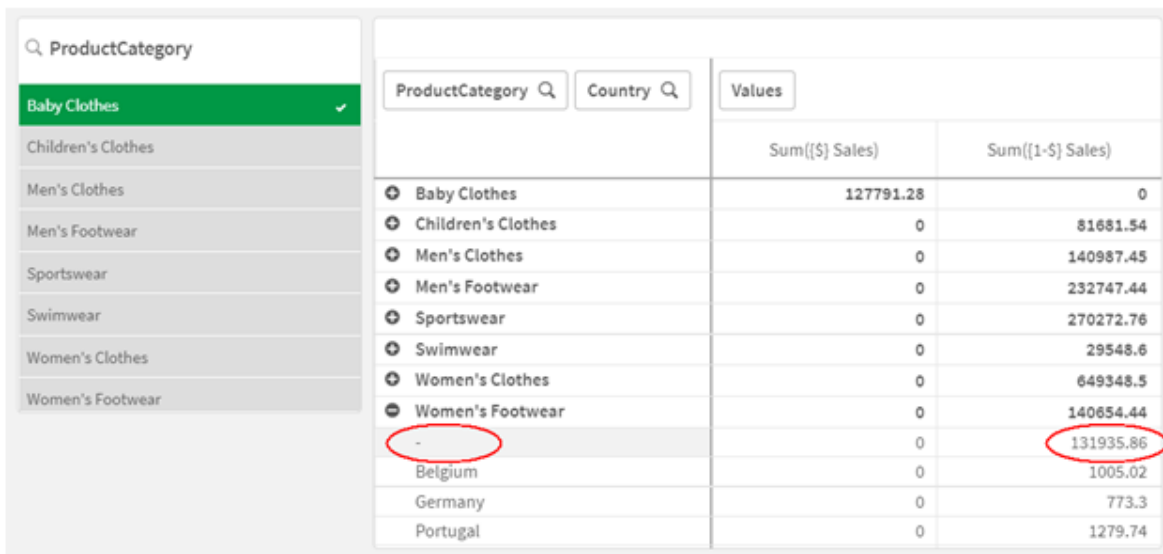 ProductCategory
Baby Clothes
Children's Clothes
Men's Clothes
Men's Footwear
Sportswear
Swimwear
Women's Clothes
Women's Footwear
ProductCategory Country Values
Sum({$} Sales) Sum({1-$} Sales)
Baby Clothes 127791.28 0
Children's Clothes 0 81681.54
Men's Clothes 0 140987.45
Men's Footwear 0 232747.44
Sportswear 0 270272.76
Swimwear 0 29548.6
Women's Clothes 0 649348.5
Women's Footwear 0 140654.44
- 0 131935.86
Belgium 0 1005.02
Germany 0 773.3
Portugal 0 1279.74